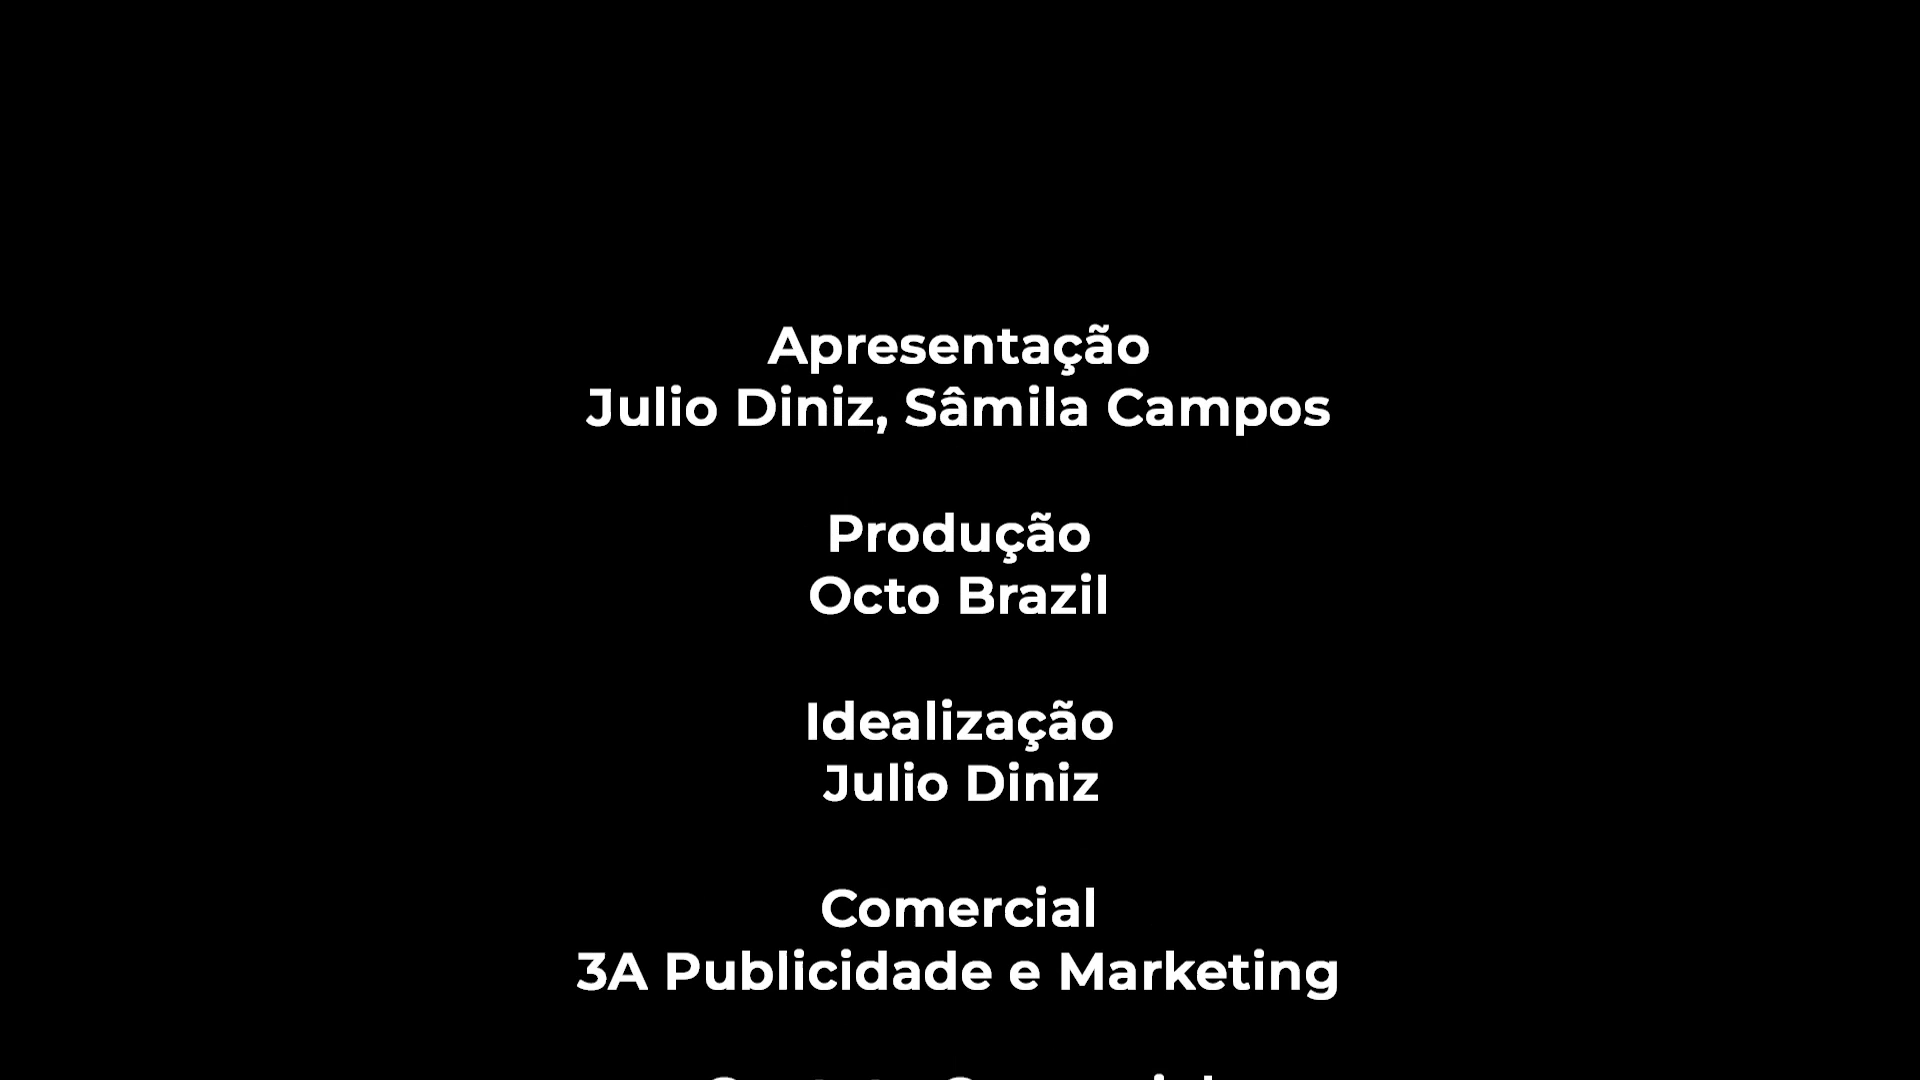 Apresentação
Julio Diniz, Sâmila Campos
Produção
Octo Brazil
Idealização
Julio Diniz
Comercial
3A Publicidade e Marketing